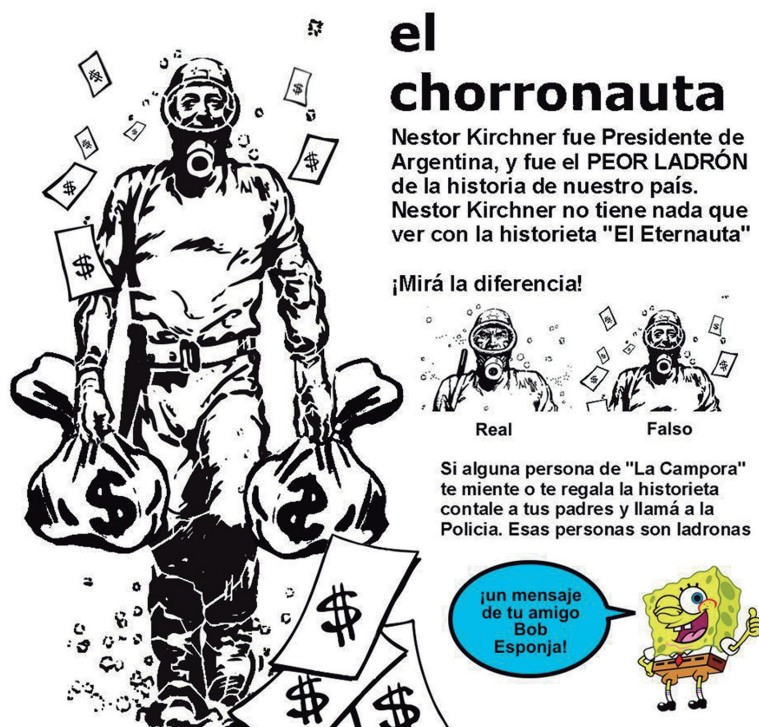 el
chorronauta
Nestor Kirchner fue Presidente de
Argentina, y fue el PEOR LADRÓN
de la historia de nuestro país.
Nestor Kirchner no tiene nada que
ver con la historieta "El Eternauta"
¡Mirá la diferencia!
Real
Falso
Si alguna persona de "La Campora"
te miente o te regala la historieta
contale a tus padres y llamá a la
Policia. Esas personas son ladronas
¡un mensaje
de tu amigo
Bob
Esponja!
$
$
$
$
$
$
$
$
$
$
$